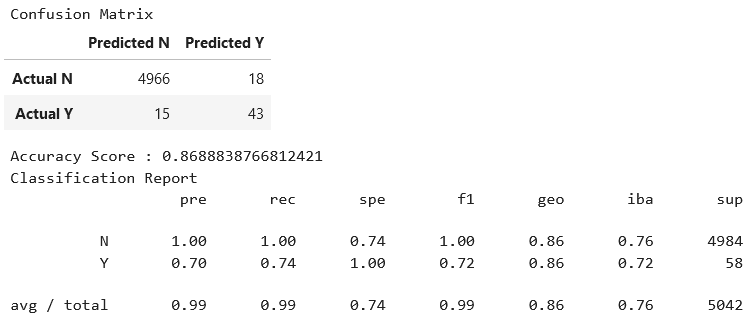 Confusion Matrix
Predicted N Predicted Y
Actual N 4966 18
Actual Y 15 43
Accuracy Score : 0.8688838766812421
Classification Report
pre rec spe f1 geo iba sup
N 1.00 1.00 0.74 1.00 0.86 0.76 4984
Y 0.70 0.74 1.00 0.72 0.86 0.72 58
avg / total 0.99 0.99 0.74 0.99 0.86 0.76 5042